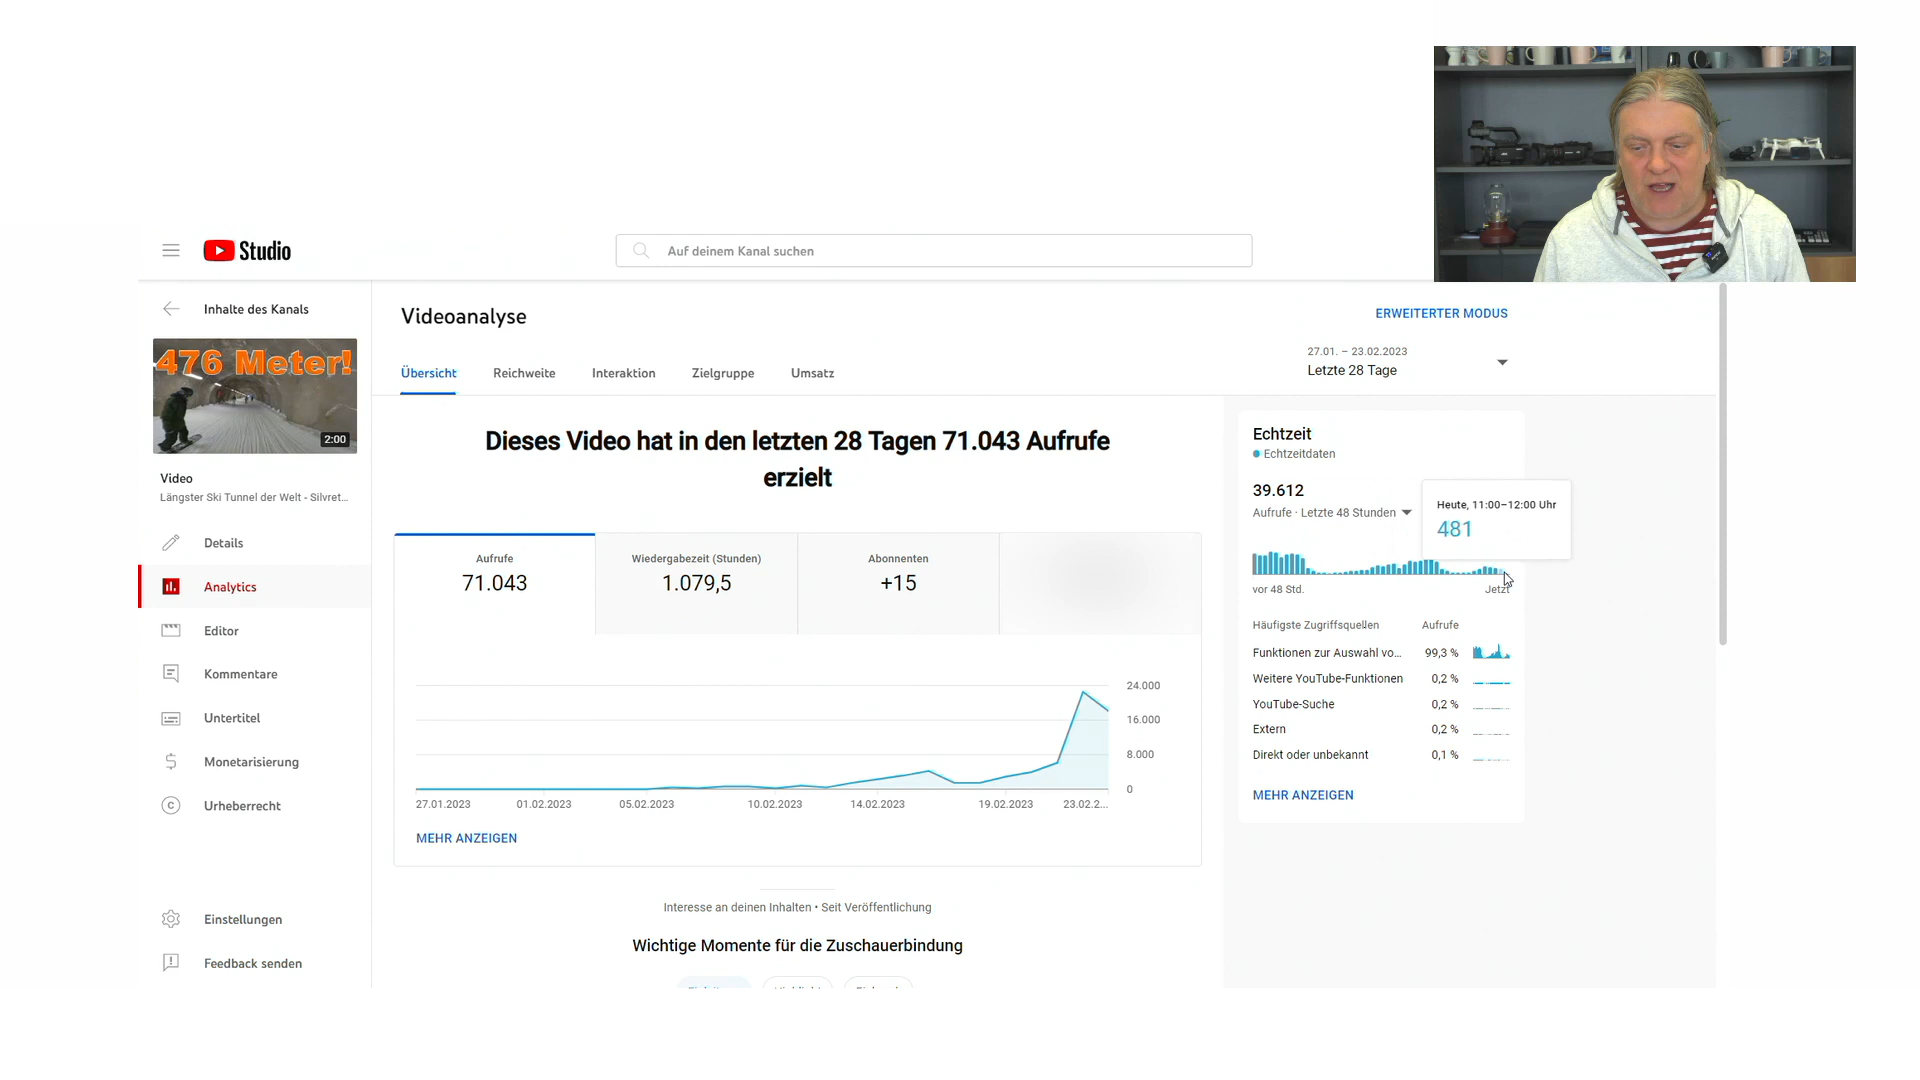 Studio
Auf deinem Kanal suchen
Inhalte des Kanals
476 Meter!
2:00
Video
Längster Ski Tunnel der Welt - Silvret...
Details
Analytics
Editor
Kommentare
Untertitel
Monetarisierung
Urheberrecht
Einstellungen
Feedback senden
Videoanalyse
ERWEITERTER MODUS
27.01. – 23.02.2023
Letzte 28 Tage
Übersicht
Reichweite
Interaktion
Zielgruppe
Umsatz
Dieses Video hat in den letzten 28 Tagen 71.043 Aufrufe
erzielt
Aufrufe
71.043
Wiedergabezeit (Stunden)
1.079,5
Abonnenten
+15
24.000
16.000
8.000
0
27.01.2023
01.02.2023
05.02.2023
10.02.2023
14.02.2023
19.02.2023
23.02.2...
MEHR ANZEIGEN
Interesse an deinen Inhalten • Seit Veröffentlichung
Wichtige Momente für die Zuschauerbindung
Echtzeit
Echtzeitdaten
39.612
Aufrufe · Letzte 48 Stunden
Heute, 11:00–12:00 Uhr
481
vor 48 Std.
Jetzt
Häufigste Zugriffsquellen Aufrufe
Funktionen zur Auswahl vo... 99,3 %
Weitere YouTube-Funktionen 0,2 %
YouTube-Suche 0,2 %
Extern 0,2 %
Direkt oder unbekannt 0,1 %
MEHR ANZEIGEN